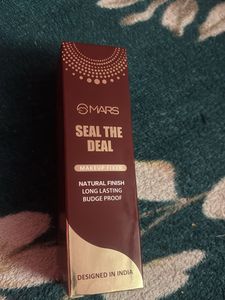 MARS
SEAL THE
DEAL
MAKEUP FIXER
NATURAL FINISH
LONG LASTING
BUDGE PROOF
DESIGNED IN INDIA